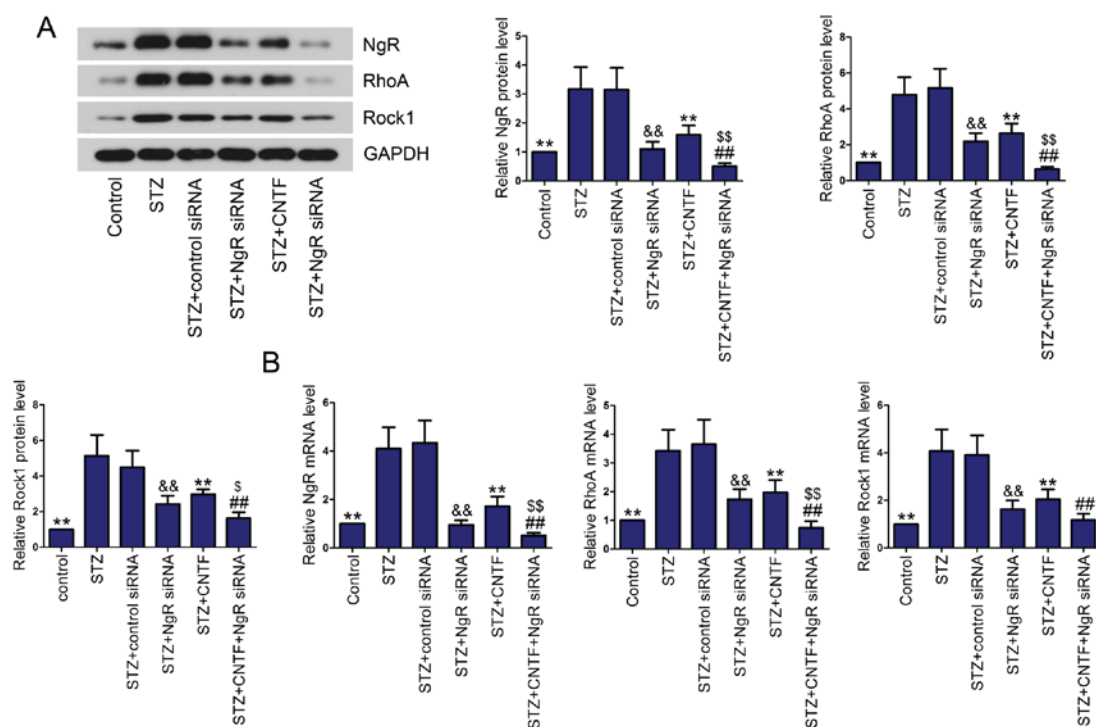 A
NgR
RhoA
Rock1
GAPDH
Control
STZ
STZ+control siRNA
STZ+NgR siRNA
STZ+CNTF
STZ+NgR siRNA
Relative NgR protein level
5
4
3
2
1
0
**
&&
**
$$
##
Control
STZ
STZ+control siRNA
STZ+NgR siRNA
STZ+CNTF
STZ+CNTF+NgR siRNA
Relative RhoA protein level
8
6
4
2
0
**
&&
**
$$
##
Control
STZ
STZ+control siRNA
STZ+NgR siRNA
STZ+CNTF
STZ+CNTF+NgR siRNA
Relative Rock1 protein level
8
6
4
2
0
**
&&
**
$
##
control
STZ
STZ+control siRNA
STZ+NgR siRNA
STZ+CNTF
STZ+CNTF+NgR siRNA
B
Relative NgR mRNA level
6
4
2
0
**
&&
**
$$
##
Control
STZ
STZ+control siRNA
STZ+NgR siRNA
STZ+CNTF
STZ+CNTF+NgR siRNA
Relative RhoA mRNA level
5
4
3
2
1
0
**
&&
**
$$
##
Control
STZ
STZ+control siRNA
STZ+NgR siRNA
STZ+CNTF
STZ+CNTF+NgR siRNA
Relative Rock1 mRNA level
6
4
2
0
**
&&
**
##
Control
STZ
STZ+control siRNA
STZ+NgR siRNA
STZ+CNTF
STZ+CNTF+NgR siRNA